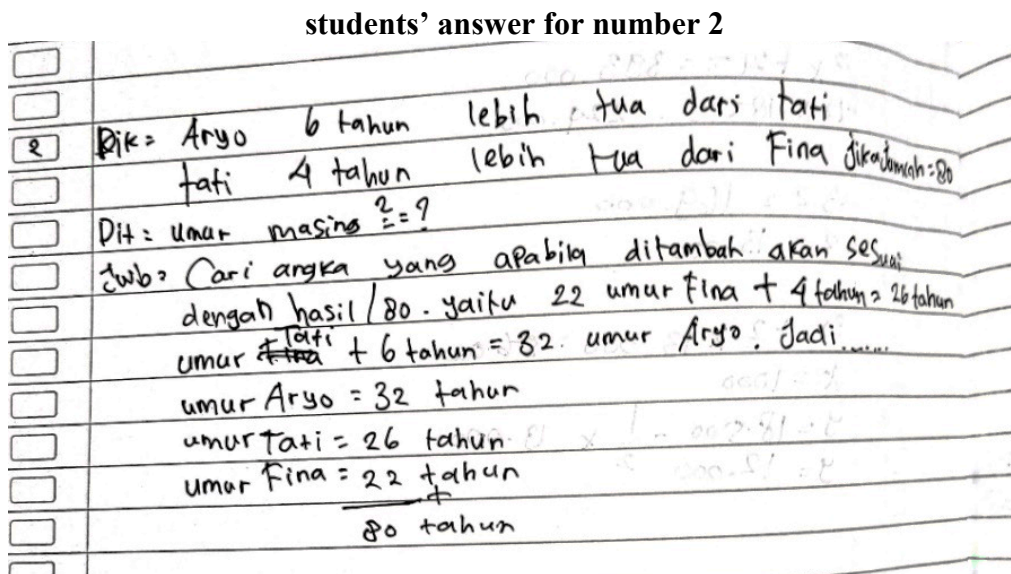 students’ answer for number 2
2 Dik = Aryo 6 tahun lebih tua dari tati
tati 4 tahun lebih tua dari Fina Jika Jumlah = 80
Dit : umur masing 2 = ?
Jwb = Cari angka yang apabila ditambah akan sesuai
dengan hasil / 80. yaitu 22 umur Fina + 4 tahun = 26 tahun
umur Tati + 6 tahun = 32 umur Aryo. Jadi......
umur Aryo = 32 tahun
umur Tati = 26 tahun
umur Fina = 22 tahun
+
80 tahun